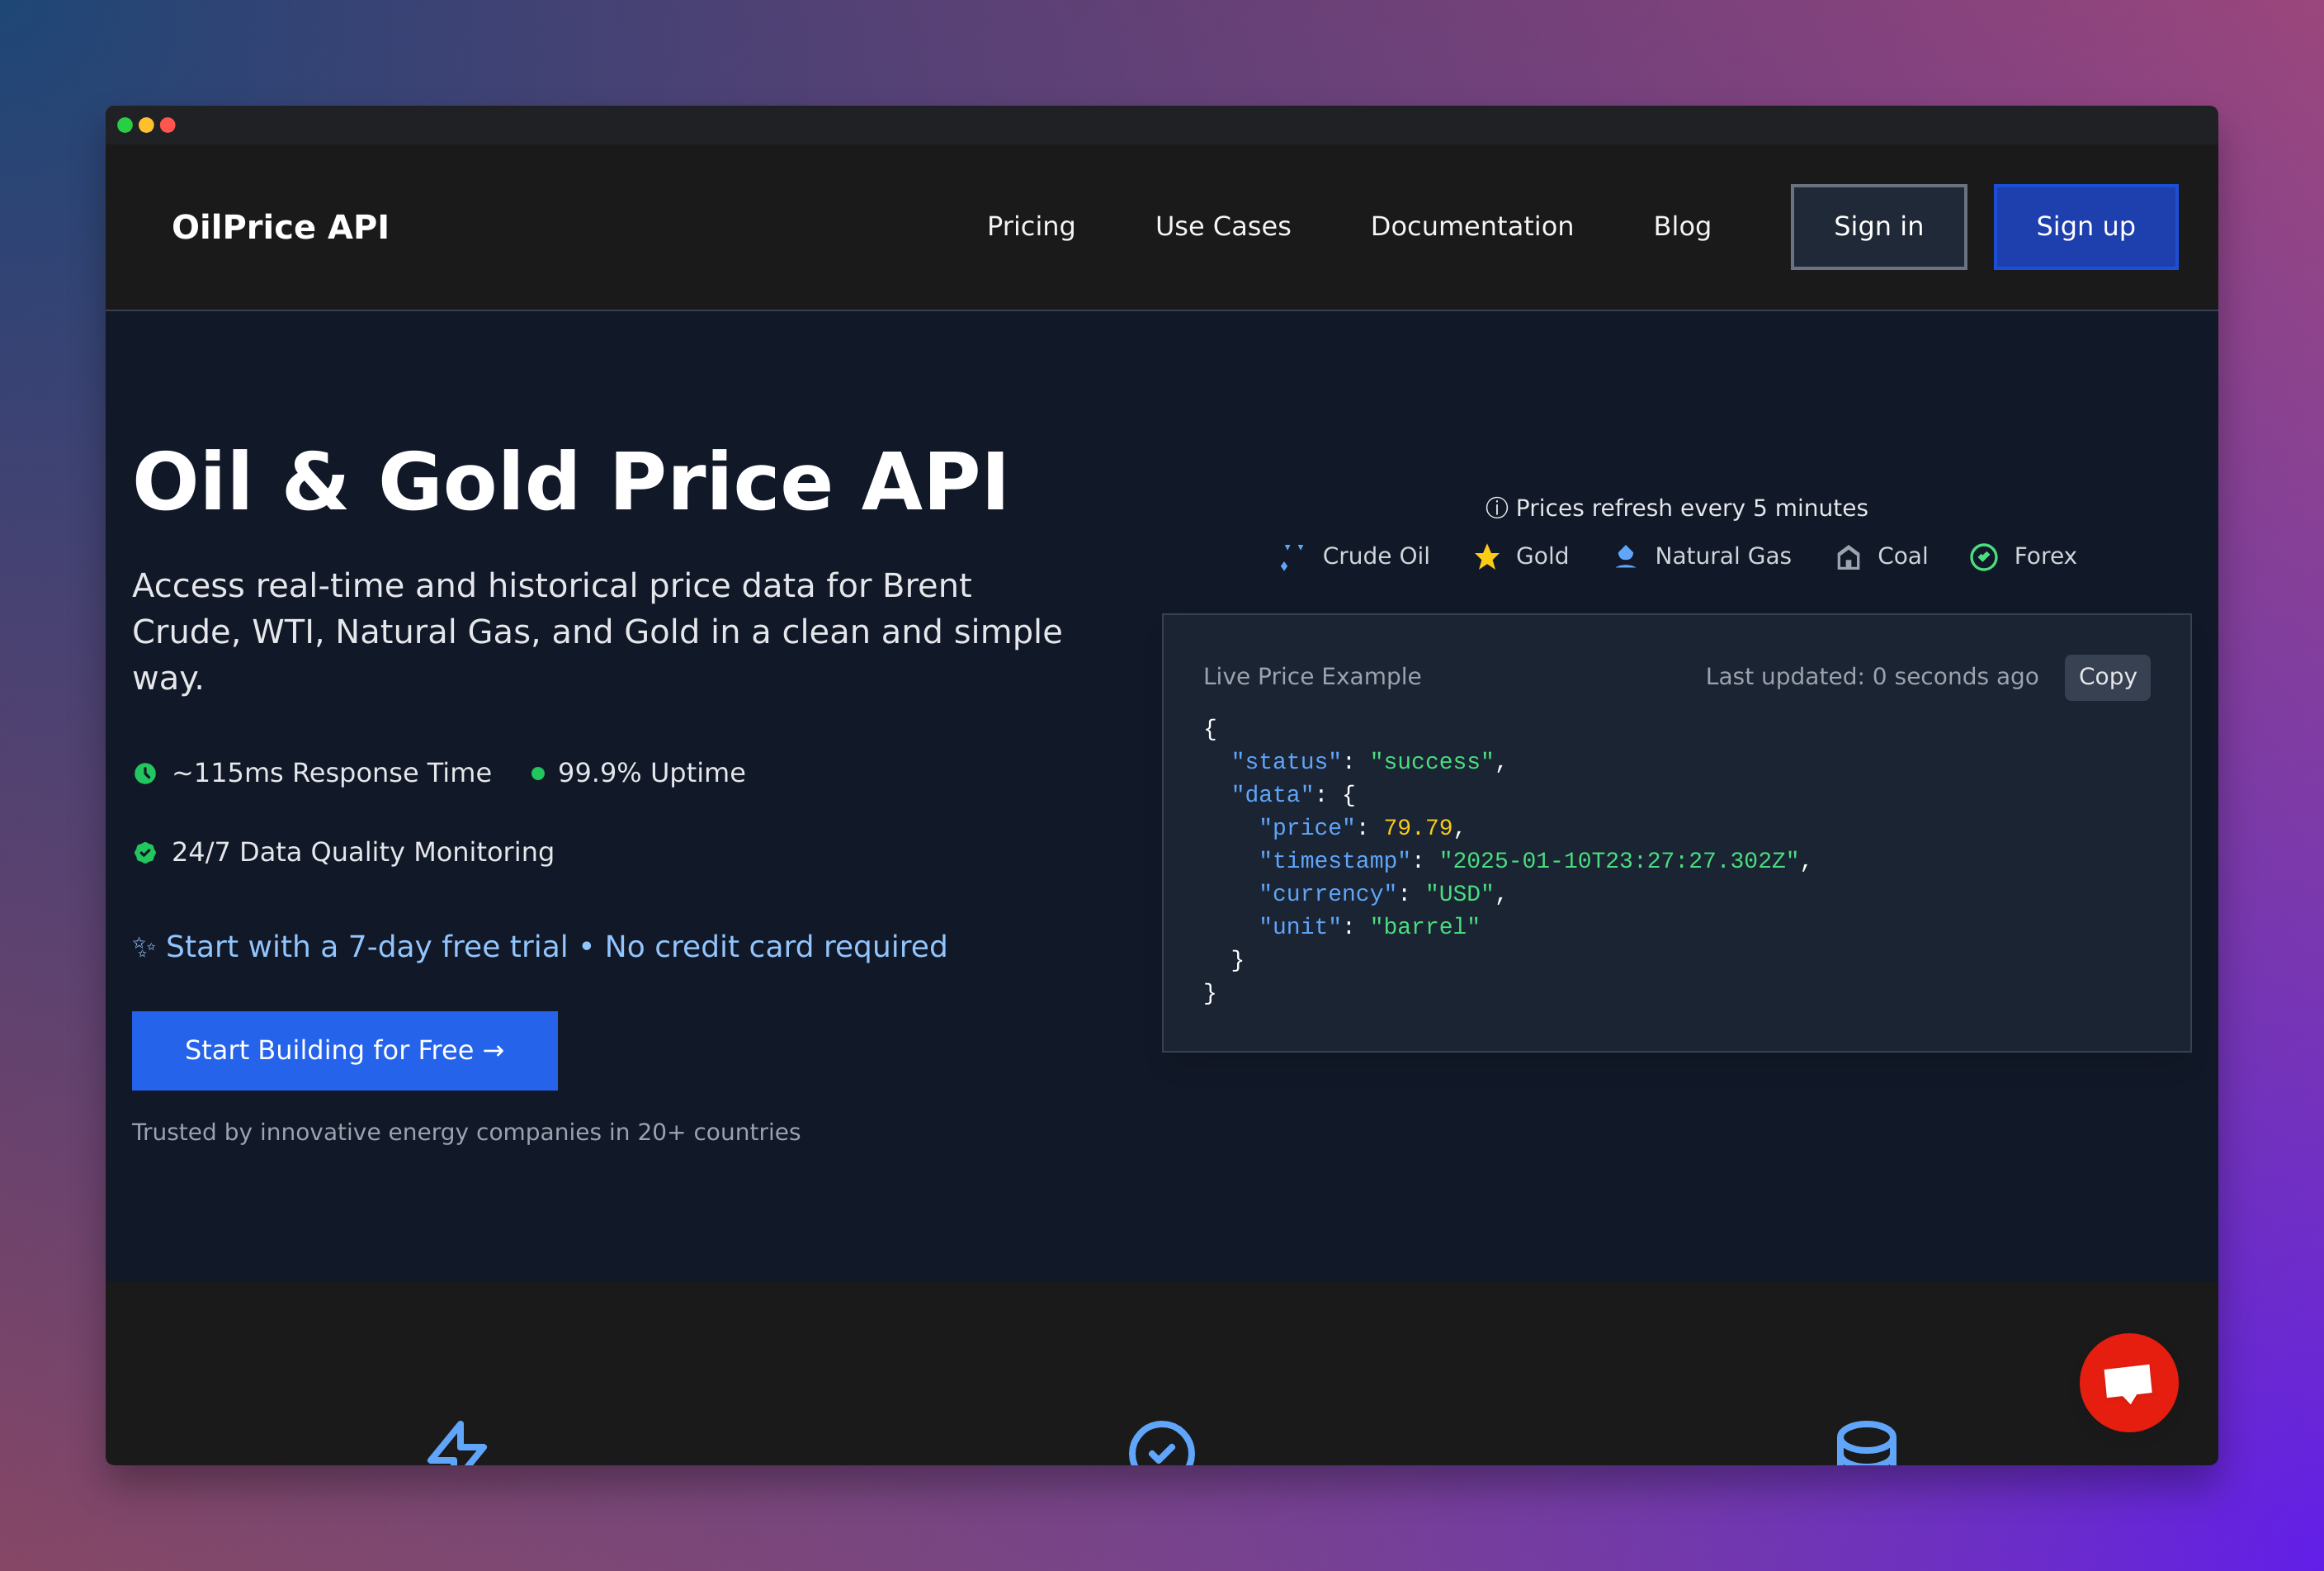 OilPrice API
Pricing
Use Cases
Documentation
Blog
Sign in
Sign up
Oil & Gold Price API
Access real-time and historical price data for Brent
Crude, WTI, Natural Gas, and Gold in a clean and simple
way.
~115ms Response Time
99.9% Uptime
24/7 Data Quality Monitoring
✨ Start with a 7-day free trial • No credit card required
Start Building for Free →
Trusted by innovative energy companies in 20+ countries
ⓘ Prices refresh every 5 minutes
Crude Oil
Gold
Natural Gas
Coal
Forex
Live Price Example
Last updated: 0 seconds ago
Copy
{
  "status": "success",
  "data": {
    "price": 79.79,
    "timestamp": "2025-01-10T23:27:27.302Z",
    "currency": "USD",
    "unit": "barrel"
  }
}